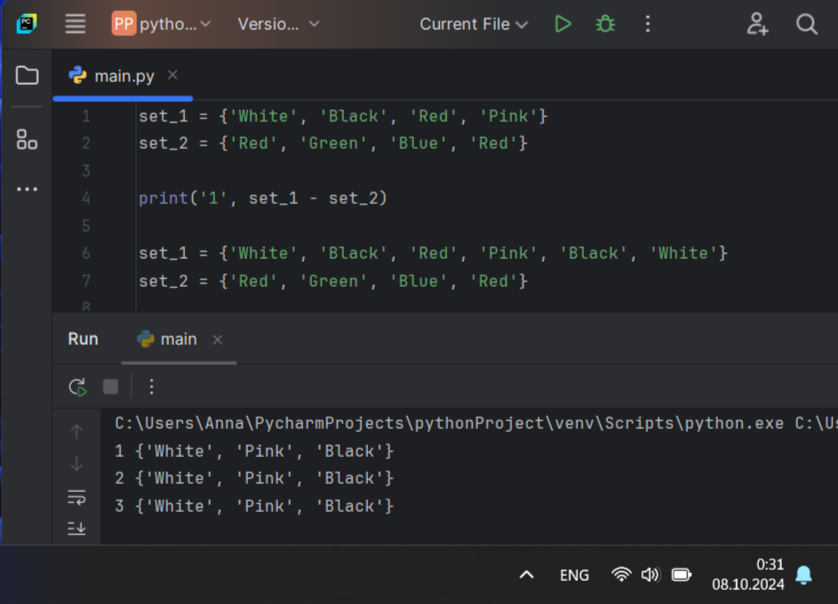 PC
PP pytho... Versio... Current File
main.py
1 set_1 = {'White', 'Black', 'Red', 'Pink'}
2 set_2 = {'Red', 'Green', 'Blue', 'Red'}
3
4 print('1', set_1 - set_2)
5
6 set_1 = {'White', 'Black', 'Red', 'Pink', 'Black', 'White'}
7 set_2 = {'Red', 'Green', 'Blue', 'Red'}
8
Run main
C:\Users\Anna\PycharmProjects\pythonProject\venv\Scripts\python.exe C:\Us
1 {'White', 'Pink', 'Black'}
2 {'White', 'Pink', 'Black'}
3 {'White', 'Pink', 'Black'}
ENG
0:31
08.10.2024